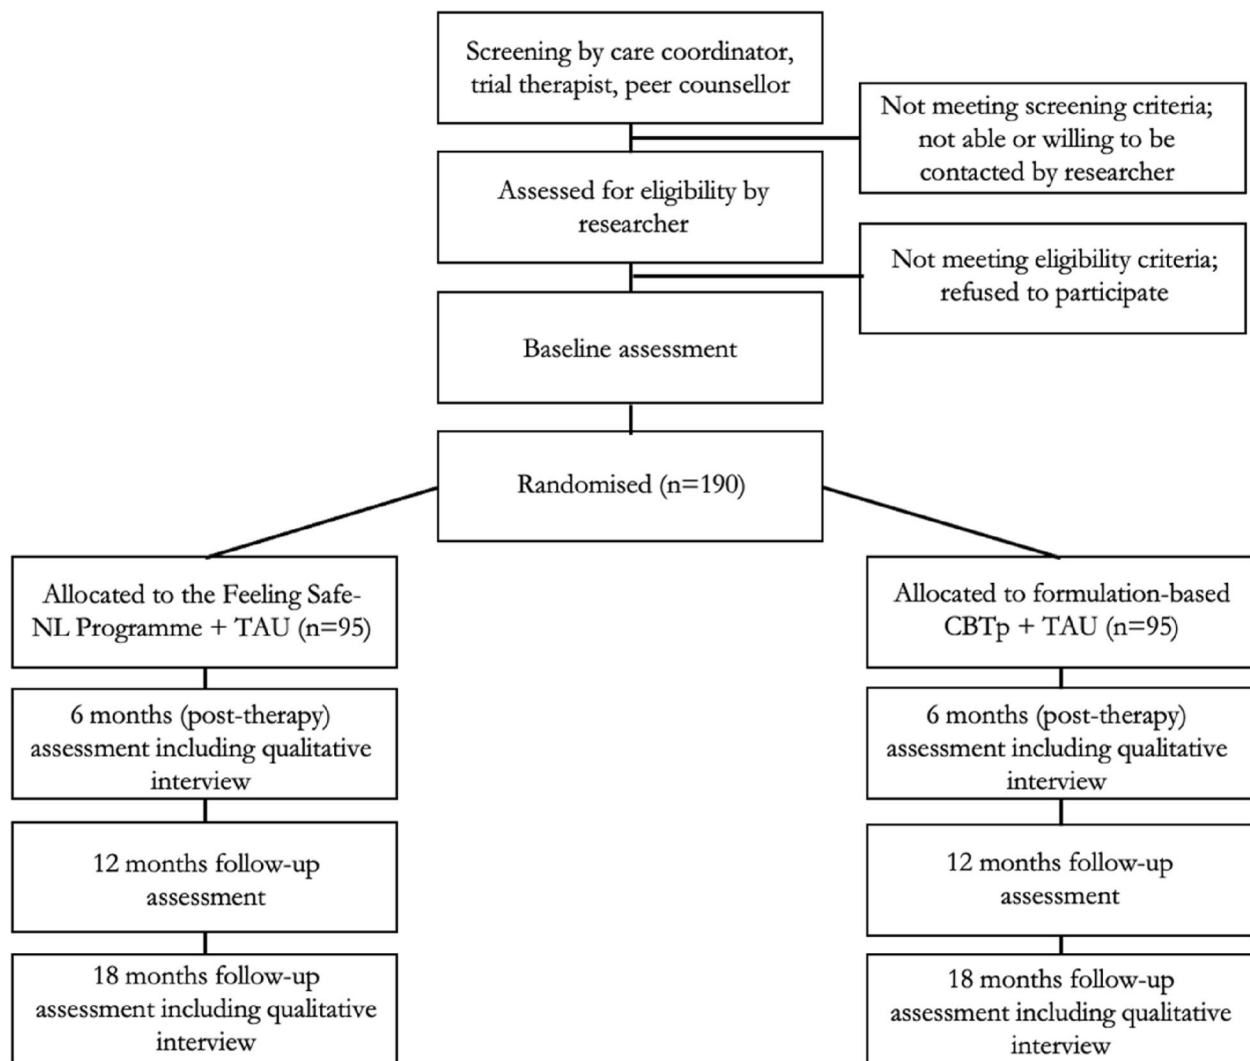 Screening by care coordinator,
trial therapist, peer counsellor
Not meeting screening criteria;
not able or willing to be
contacted by researcher
Assessed for eligibility by
researcher
Not meeting eligibility criteria;
refused to participate
Baseline assessment
Randomised (n=190)
Allocated to the Feeling Safe-
NL Programme + TAU (n=95)
Allocated to formulation-based
CBTp + TAU (n=95)
6 months (post-therapy)
assessment including qualitative
interview
6 months (post-therapy)
assessment including qualitative
interview
12 months follow-up
assessment
12 months follow-up
assessment
18 months follow-up
assessment including qualitative
interview
18 months follow-up
assessment including qualitative
interview